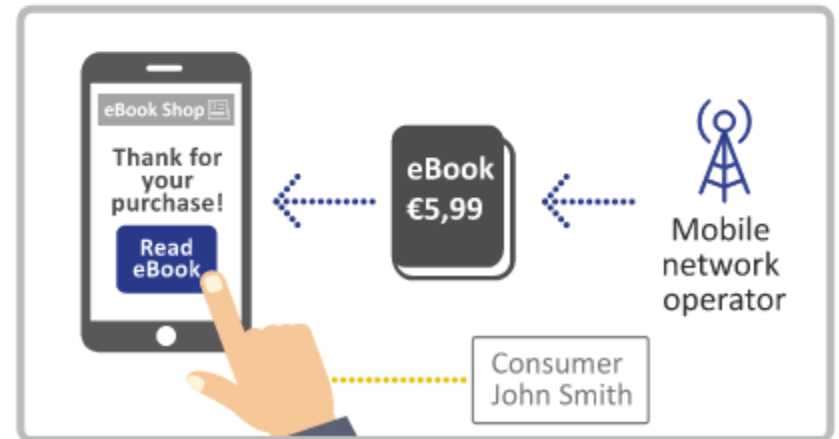 eBook Shop
Thank for
your
purchase!
Read
eBook
eBook
€5,99
Mobile
network
operator
Consumer
John Smith